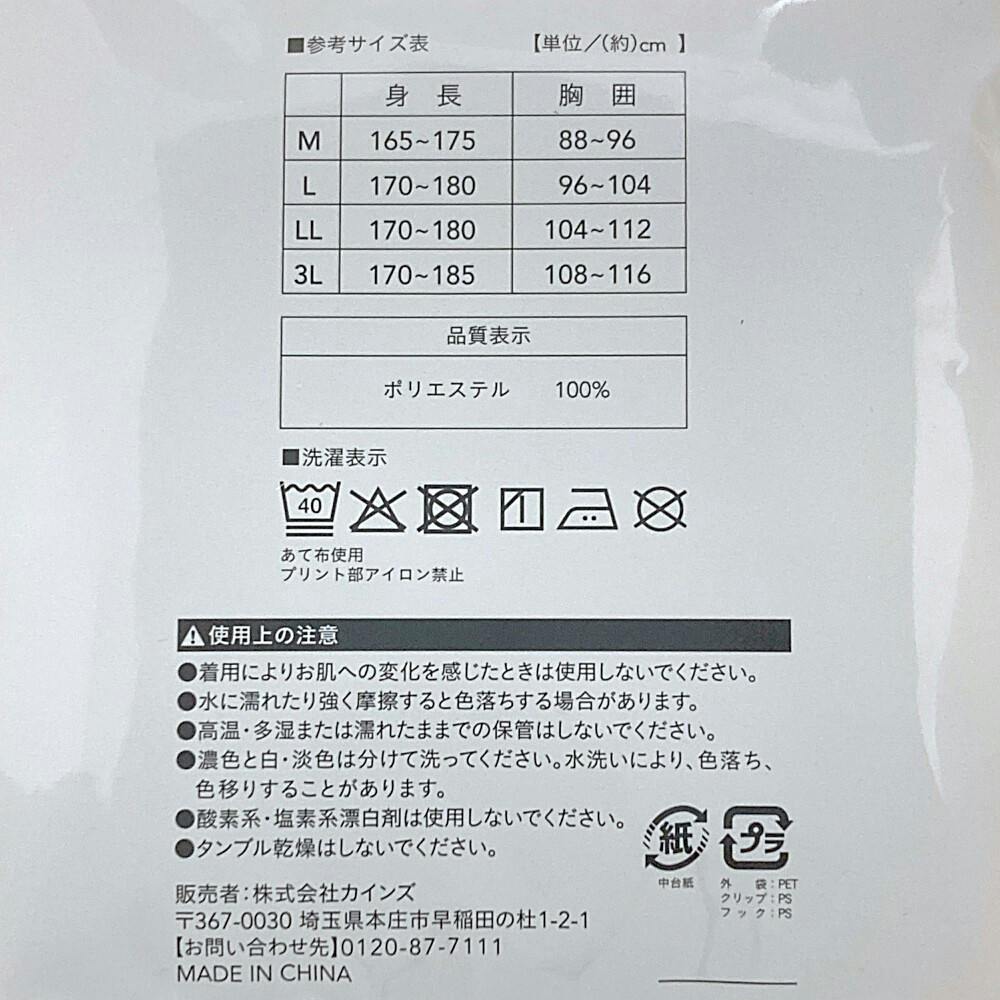 ■参考サイズ表 【単位/(約)cm 】
身 長 胸 囲
M 165~175 88~96
L 170~180 96~104
LL 170~180 104~112
3L 170~185 108~116
品質表示
ポリエステル 100%
■洗濯表示
40
あて布使用
プリント部アイロン禁止
使用上の注意
●着用によりお肌への変化を感じたときは使用しないでください。
●水に濡れたり強く摩擦すると色落ちする場合があります。
●高温・多湿または濡れたままでの保管はしないでください。
●濃色と白・淡色は分けて洗ってください。水洗いにより、色落ち、
色移りすることがあります。
●酸素系・塩素系漂白剤は使用しないでください。
●タンブル乾燥はしないでください。
紙 プラ
中台紙 外 袋:PET
クリップ:PS
フック:PS
販売者:株式会社カインズ
〒367-0030 埼玉県本庄市早稲田の杜1-2-1
【お問い合わせ先】0120-87-7111
MADE IN CHINA